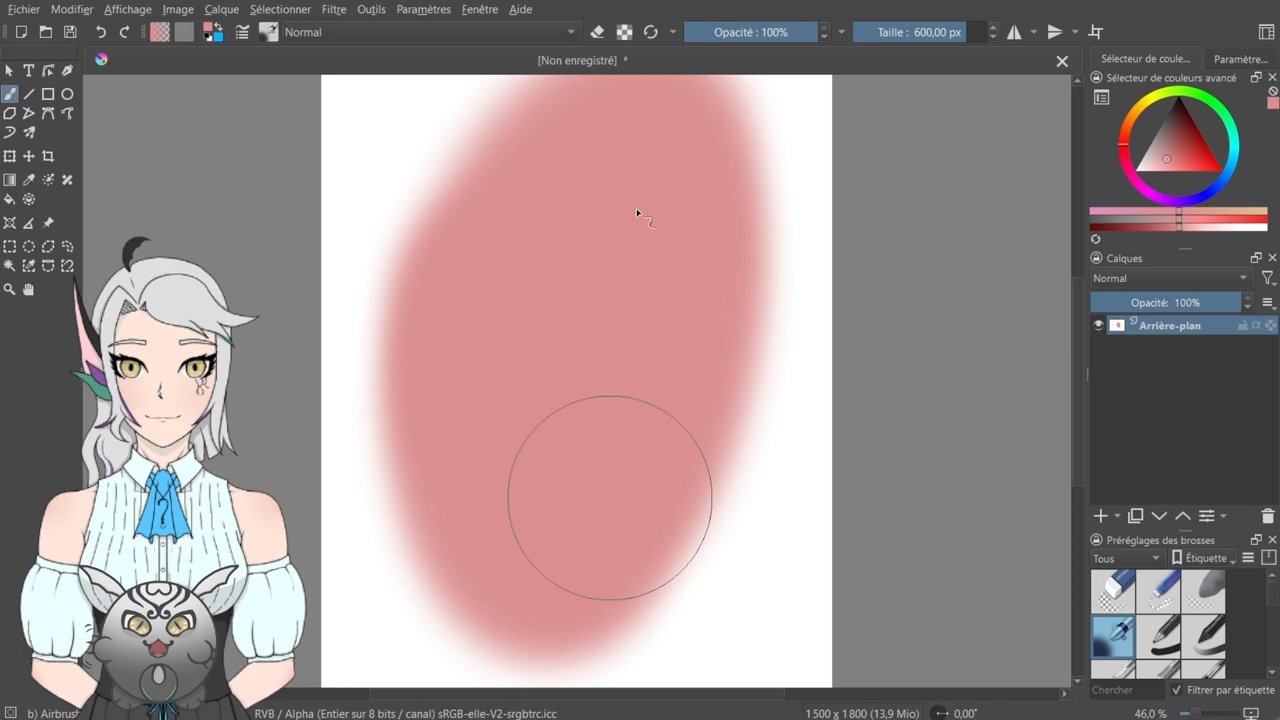 Fichier Modifier Affichage Image Calque Sélectionner Filtre Outils Paramètres Fenêtre Aide
Normal
Opacité : 100%
Taille : 600,00 px
[Non enregistré] *
Sélecteur de coule...
Paramètre...
Sélecteur de couleurs avancé
Calques
Normal
Opacité: 100%
Arrière-plan
Préréglages des brosses
Tous
Étiquette
Chercher
Filtrer par étiquette
b) Airbrus
RVB / Alpha (Entier sur 8 bits / canal) sRGB-elle-V2-srgbtrc.icc
1 500 x 1 800 (13,9 Mio)
0,00°
46,0 %